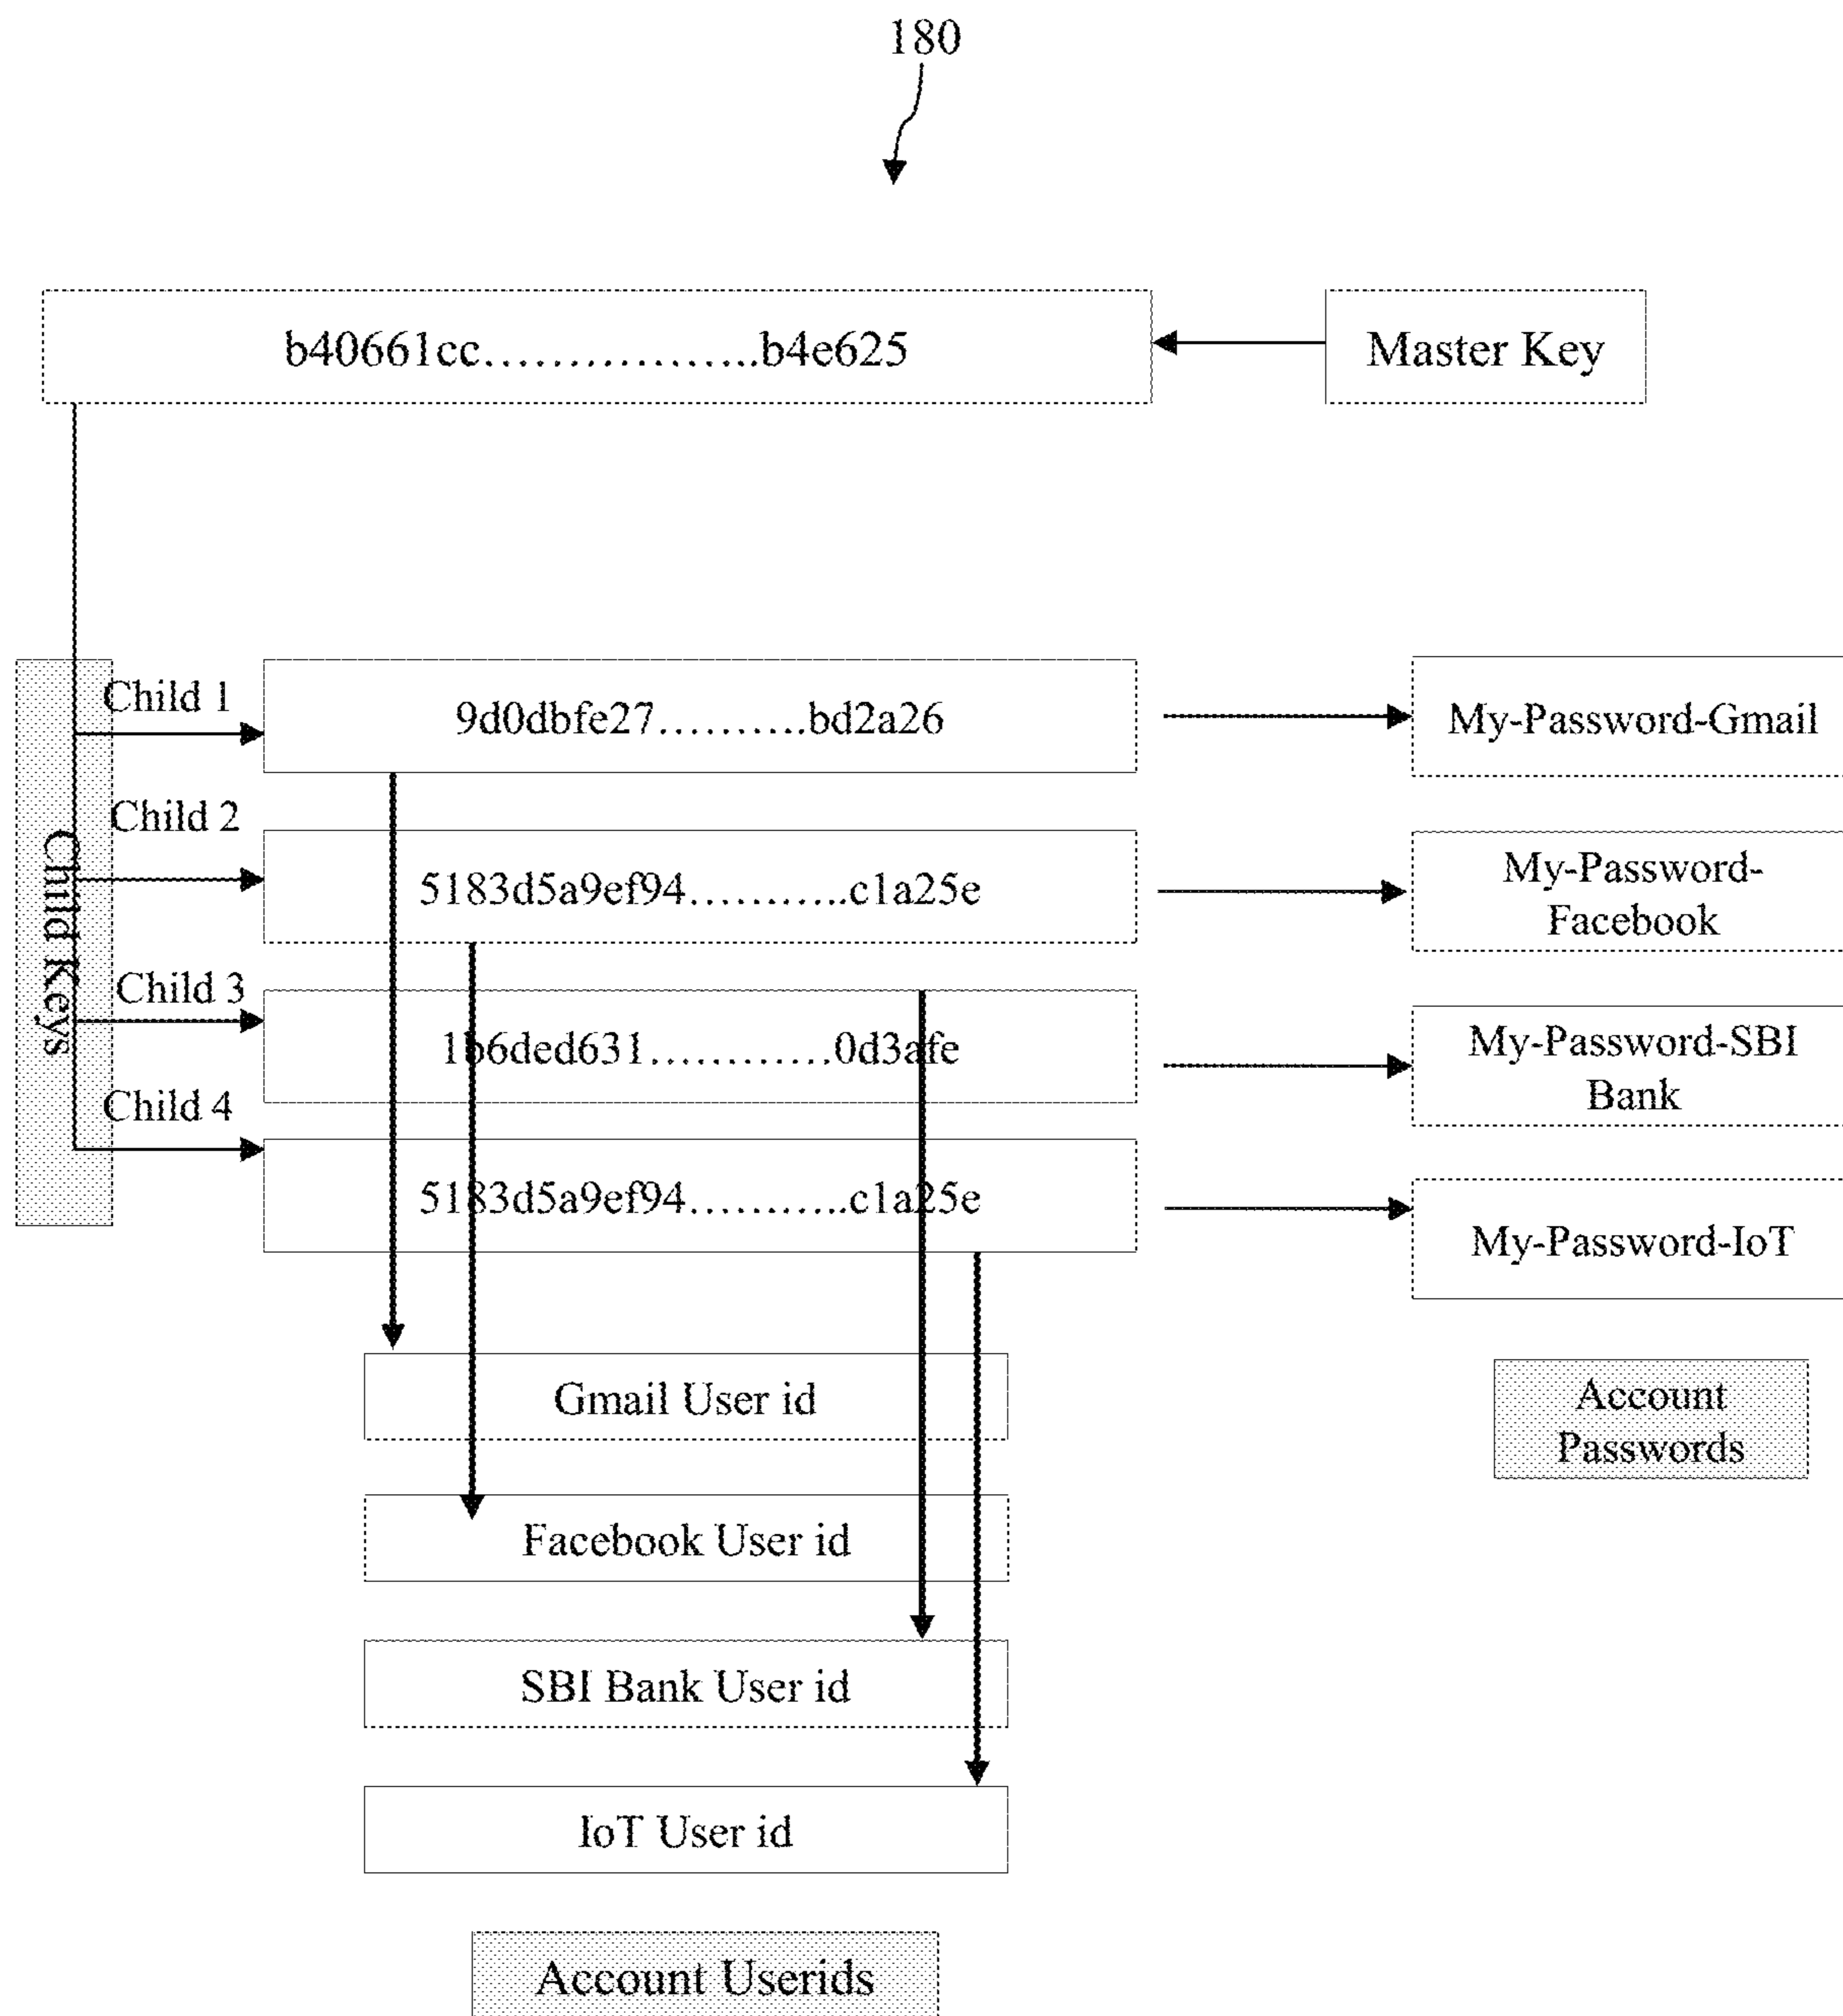 180
b40661cc……………...b4e625
Master Key
Child Keys
Child 1
9d0dbfe27……….bd2a26
My-Password-Gmail
Child 2
5183d5a9ef94………..c1a25e
My-Password-
Facebook
Child 3
1b6ded631…………0d3afe
My-Password-SBI
Bank
Child 4
5183d5a9ef94………..c1a25e
My-Password-IoT
Gmail User id
Account
Passwords
Facebook User id
SBI Bank User id
IoT User id
Account Userids